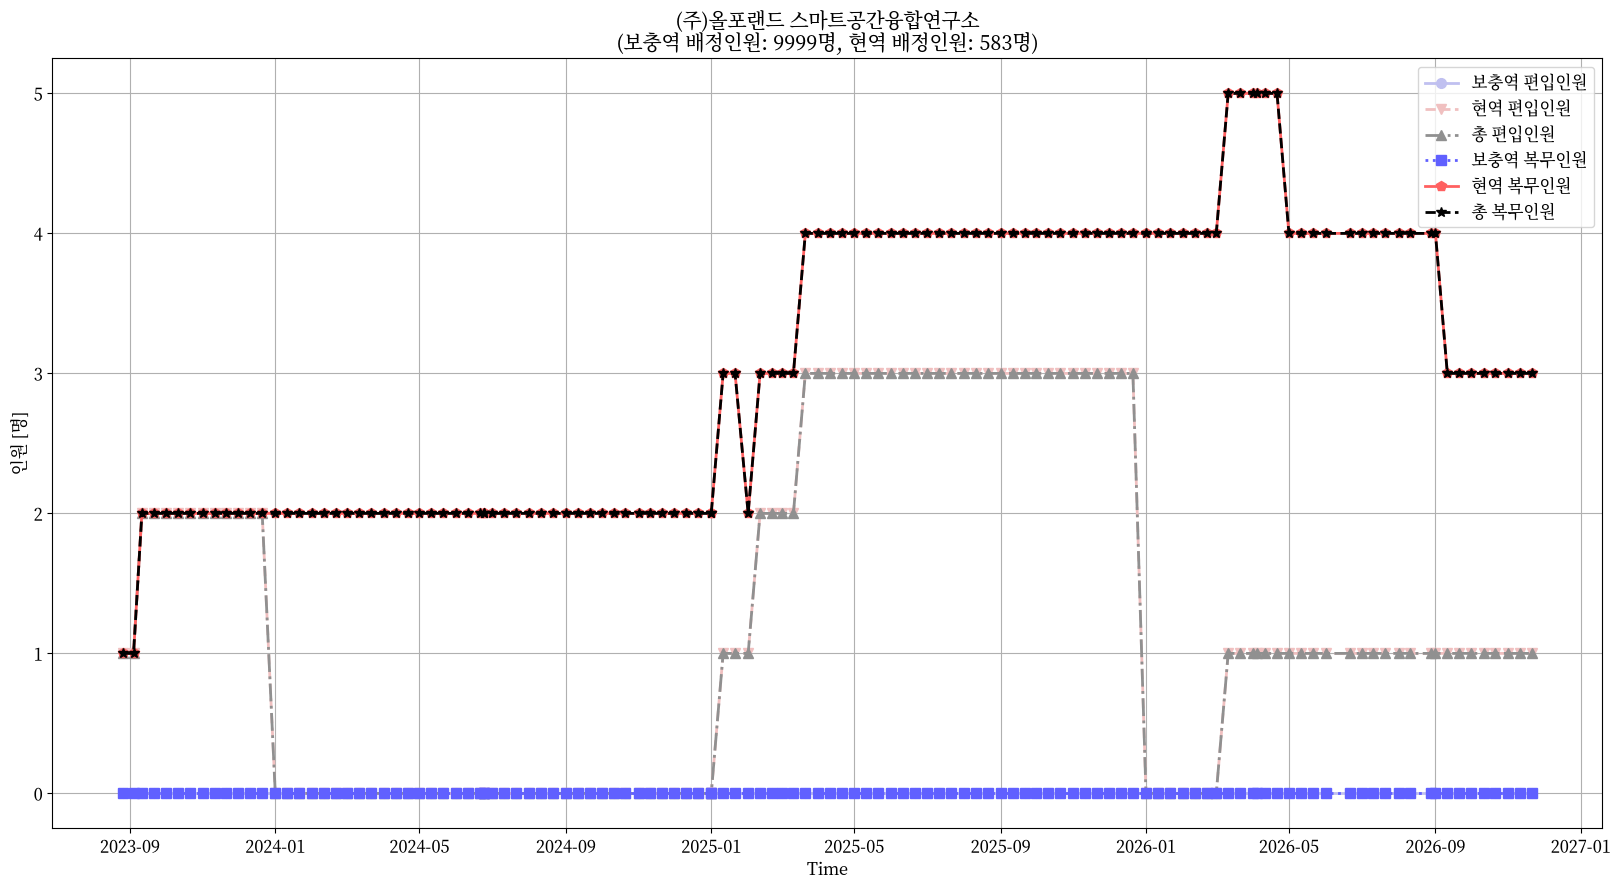 (주)올포랜드 스마트공간융합연구소
(보충역 배정인원: 9999명, 현역 배정인원: 583명)
보충역 편입인원
현역 편입인원
총 편입인원
보충역 복무인원
현역 복무인원
총 복무인원
인원 [명]
5
4
3
2
1
0
2023-09 2024-01 2024-05 2024-09 2025-01 2025-05 2025-09 2026-01 2026-05 2026-09 2027-01
Time